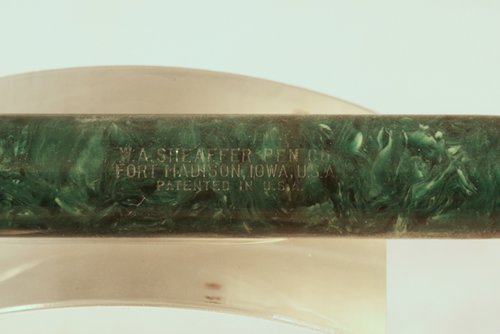 W.A.SHEAFFER PEN CO.
FORT MADISON, IOWA, U.S.A.
PATENTED IN U.S.A.